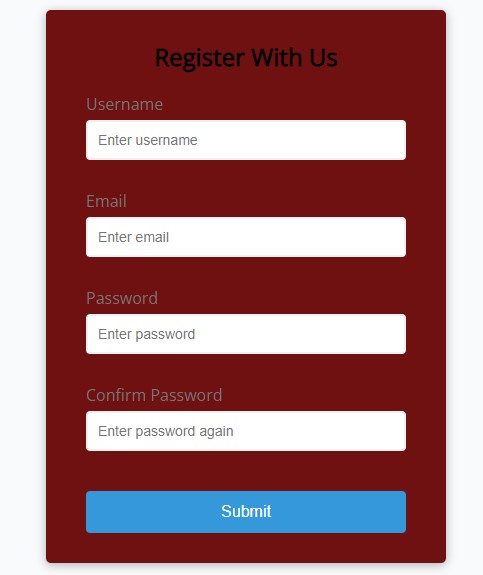 Register With Us
Username
Enter username
Email
Enter email
Password
Enter password
Confirm Password
Enter password again
Submit